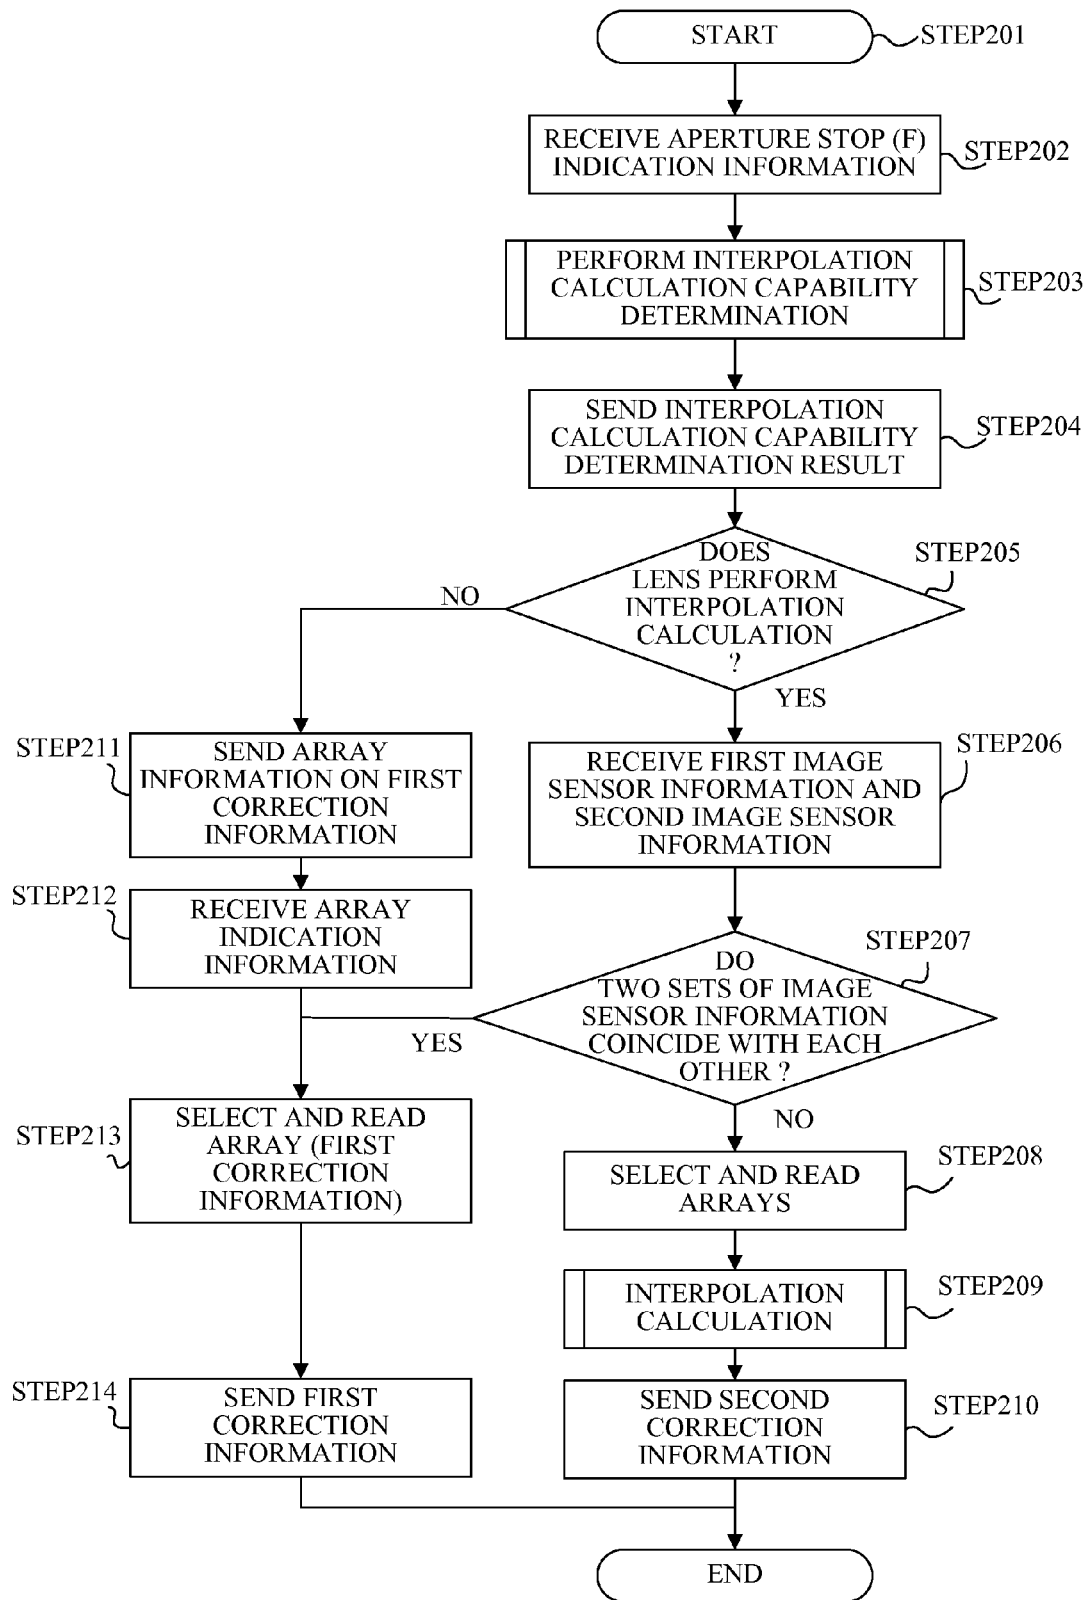 START
STEP201
RECEIVE APERTURE STOP (F)
INDICATION INFORMATION
STEP202
PERFORM INTERPOLATION
CALCULATION CAPABILITY
DETERMINATION
STEP203
SEND INTERPOLATION
CALCULATION CAPABILITY
DETERMINATION RESULT
STEP204
DOES
LENS PERFORM
INTERPOLATION
CALCULATION
?
STEP205
NO
YES
STEP211
SEND ARRAY
INFORMATION ON FIRST
CORRECTION
INFORMATION
RECEIVE FIRST IMAGE
SENSOR INFORMATION AND
SECOND IMAGE SENSOR
INFORMATION
STEP206
STEP212
RECEIVE ARRAY
INDICATION
INFORMATION
DO
TWO SETS OF IMAGE
SENSOR INFORMATION
COINCIDE WITH EACH
OTHER ?
STEP207
YES
NO
STEP213
SELECT AND READ
ARRAY (FIRST
CORRECTION
INFORMATION)
SELECT AND READ
ARRAYS
STEP208
INTERPOLATION
CALCULATION
STEP209
STEP214
SEND FIRST
CORRECTION
INFORMATION
SEND SECOND
CORRECTION
INFORMATION
STEP210
END